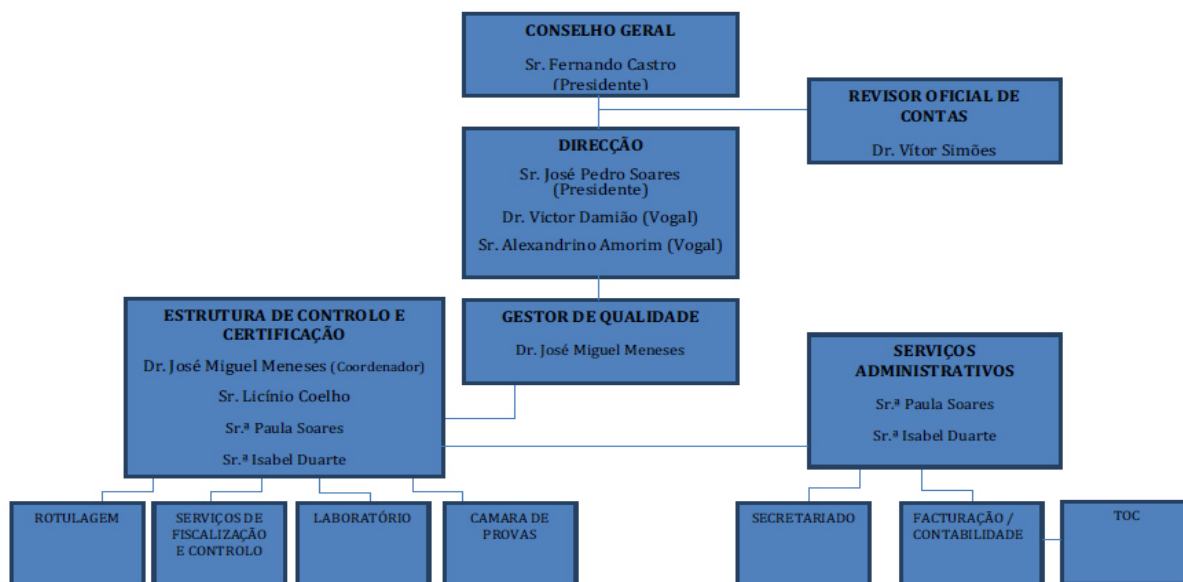 CONSELHO GERAL
Sr. Fernando Castro
(Presidente)
REVISOR OFICIAL DE
CONTAS
Dr. Vítor Simões
DIRECÇÃO
Sr. José Pedro Soares
(Presidente)
Dr. Victor Damião (Vogal)
Sr. Alexandrino Amorim (Vogal)
ESTRUTURA DE CONTROLO E
CERTIFICAÇÃO
Dr. José Miguel Meneses (Coordenador)
Sr. Licínio Coelho
Sr.ª Paula Soares
Sr.ª Isabel Duarte
GESTOR DE QUALIDADE
Dr. José Miguel Meneses
SERVIÇOS
ADMINISTRATIVOS
Sr.ª Paula Soares
Sr.ª Isabel Duarte
ROTULAGEM
SERVIÇOS DE
FISCALIZAÇÃO
E CONTROLO
LABORATÓRIO
CAMARA DE
PROVAS
SECRETARIADO
FACTURAÇÃO /
CONTABILIDADE
TOC